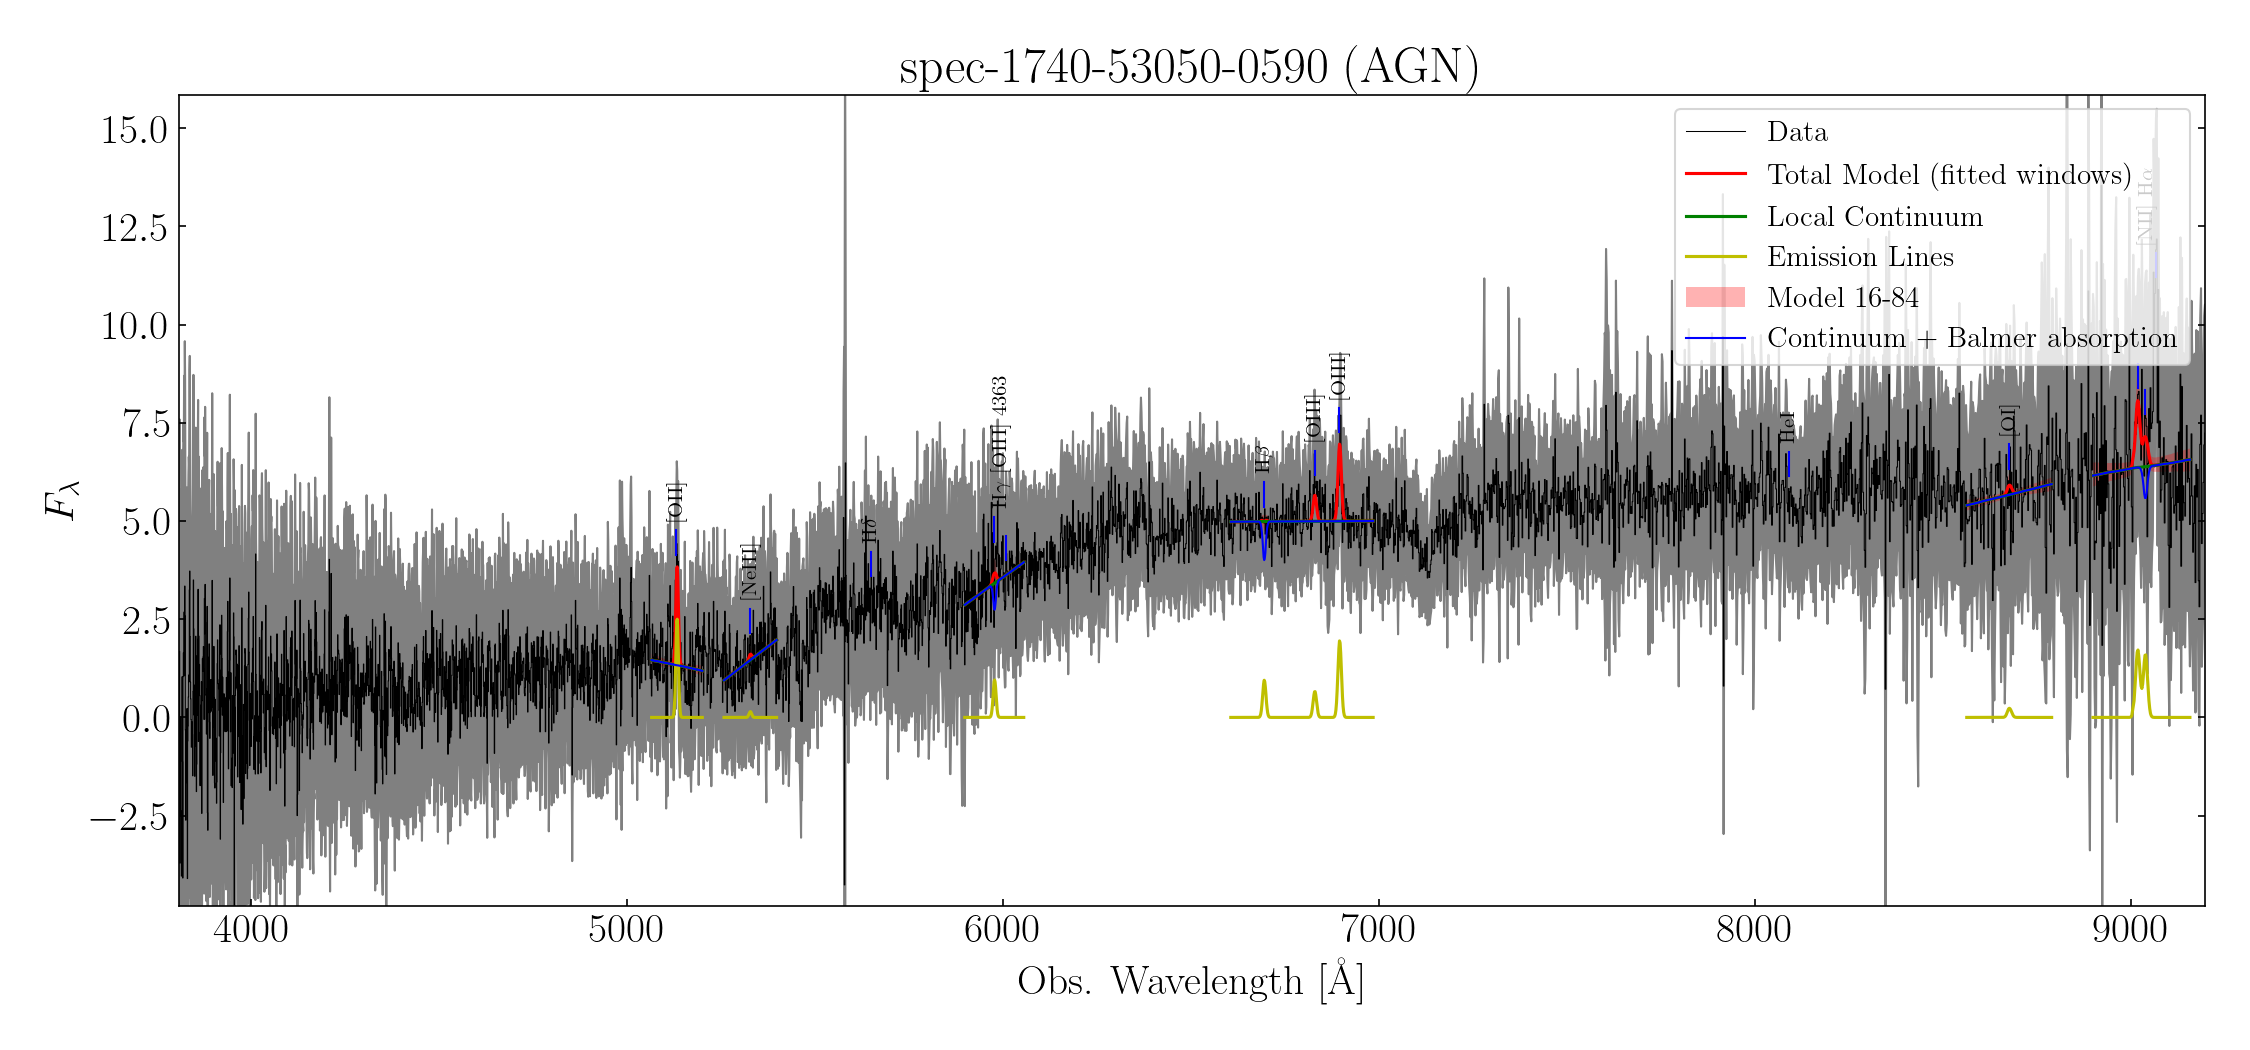 spec-1740-53050-0590 (AGN)
Data
Total Model (fitted windows)
Local Continuum
Emission Lines
Model 16-84
Continuum + Balmer absorption
[OII]
[NeIII]
Hδ
Hγ
[OIII] 4363
Hβ
[OIII]
[OIII]
HeI
[OI]
[NII]
Hα
15.0
12.5
10.0
7.5
5.0
2.5
0.0
−2.5
Fλ
4000
5000
6000
7000
8000
9000
Obs. Wavelength [Å]